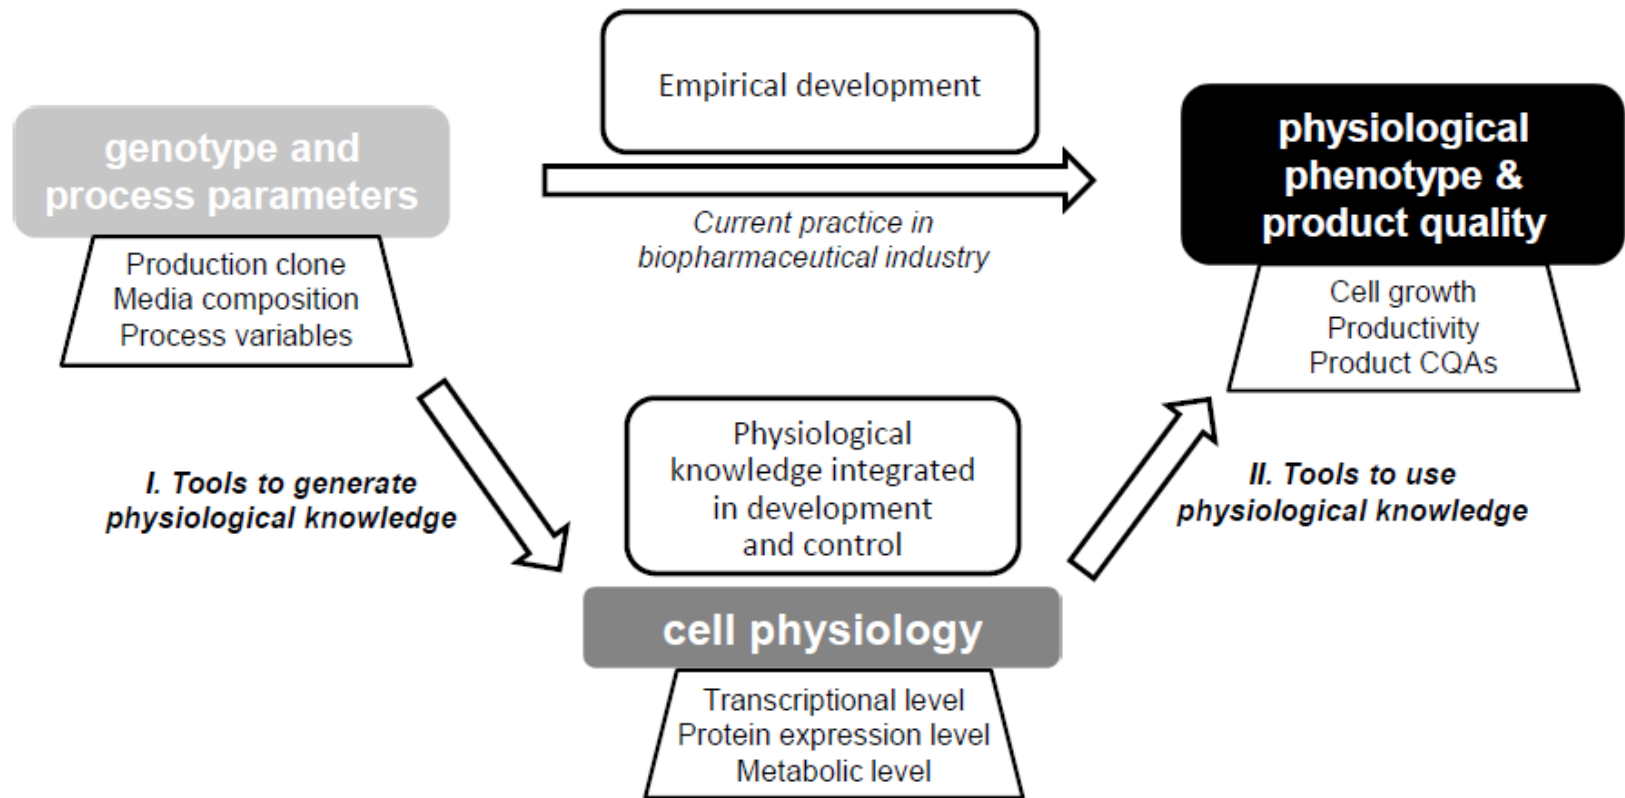 Empirical development
genotype and
process parameters
Production clone
Media composition
Process variables
Current practice in
biopharmaceutical industry
physiological
phenotype &
product quality
Cell growth
Productivity
Product CQAs
I. Tools to generate
physiological knowledge
Physiological
knowledge integrated
in development
and control
II. Tools to use
physiological knowledge
cell physiology
Transcriptional level
Protein expression level
Metabolic level